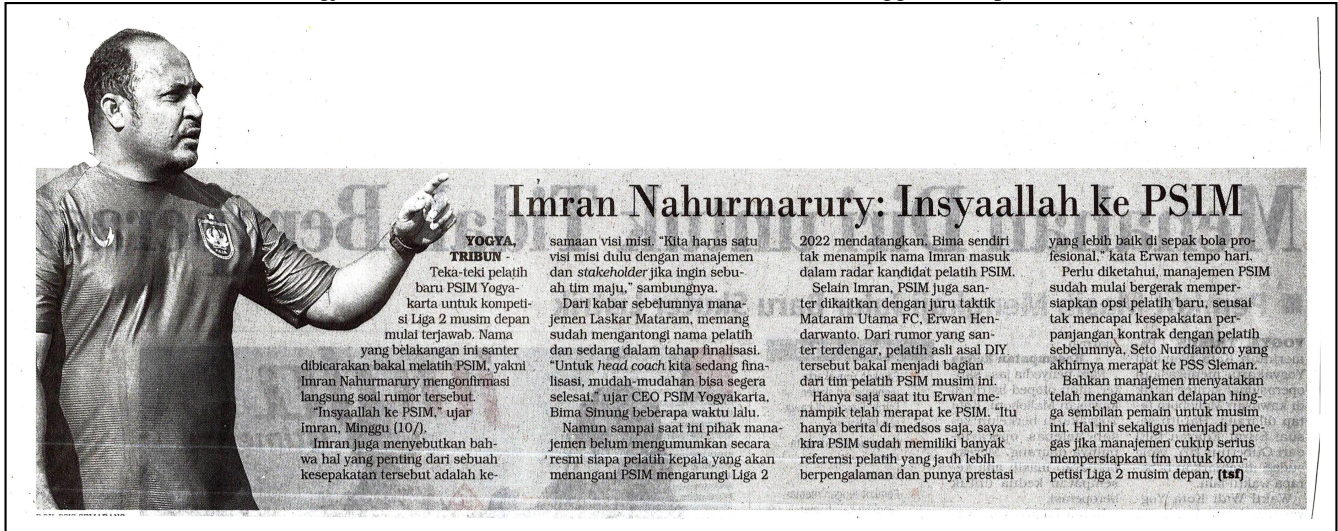 Imran Nahurmarury: Insyaallah ke PSIM
YOGYA,
TRIBUN -
Teka-teki pelatih
baru PSIM Yogya-
karta untuk kompeti-
si Liga 2 musim depan
mulai terjawab. Nama
yang belakangan ini santer
dibicarakan bakal melatih PSIM, yakni
Imran Nahurmarury mengonfirmasi
langsung soal rumor tersebut.
"Insyaallah ke PSIM," ujar
Imran, Minggu (10/).
Imran juga menyebutkan bah-
wa hal yang penting dari sebuah
kesepakatan tersebut adalah ke-
samaan visi misi. "Kita harus satu
visi misi dulu dengan manajemen
dan stakeholder jika ingin sebu-
ah tim maju," sambungnya.
Dari kabar sebelumnya mana-
jemen Laskar Mataram, memang
sudah mengantongi nama pelatih
dan sedang dalam tahap finalisasi.
"Untuk head coach kita sedang fina-
lisasi, mudah-mudahan bisa segera
selesai," ujar CEO PSIM Yogyakarta,
Bima Sinung beberapa waktu lalu.
Namun sampai saat ini pihak mana-
jemen belum mengumumkan secara
resmi siapa pelatih kepala yang akan
menangani PSIM mengarungi Liga 2
2022 mendatangkan. Bima sendiri
tak menampik nama Imran masuk
dalam radar kandidat pelatih PSIM.
Selain Imran, PSIM juga san-
ter dikaitkan dengan juru taktik
Mataram Utama FC, Erwan Hen-
darwanto. Dari rumor yang san-
ter terdengar, pelatih asli asal DIY
tersebut bakal menjadi bagian
dari tim pelatih PSIM musim ini.
Hanya saja saat itu Erwan me-
nampik telah merapat ke PSIM. "Itu
hanya berita di medsos saja, saya
kira PSIM sudah memiliki banyak
referensi pelatih yang jauh lebih
berpengalaman dan punya prestasi
yang lebih baik di sepak bola pro-
fesional," kata Erwan tempo hari.
Perlu diketahui, manajemen PSIM
sudah mulai bergerak memper-
siapkan opsi pelatih baru, seusai
tak mencapai kesepakatan per-
panjangan kontrak dengan pelatih
sebelumnya, Seto Nurdiantoro yang
akhirnya merapat ke PSS Sleman.
Bahkan manajemen menyatakan
telah mengamankan delapan hing-
ga sembilan pemain untuk musim
ini. Hal ini sekaligus menjadi pene-
gas jika manajemen cukup serius
mempersiapkan tim untuk kom-
petisi Liga 2 musim depan. (tsf)